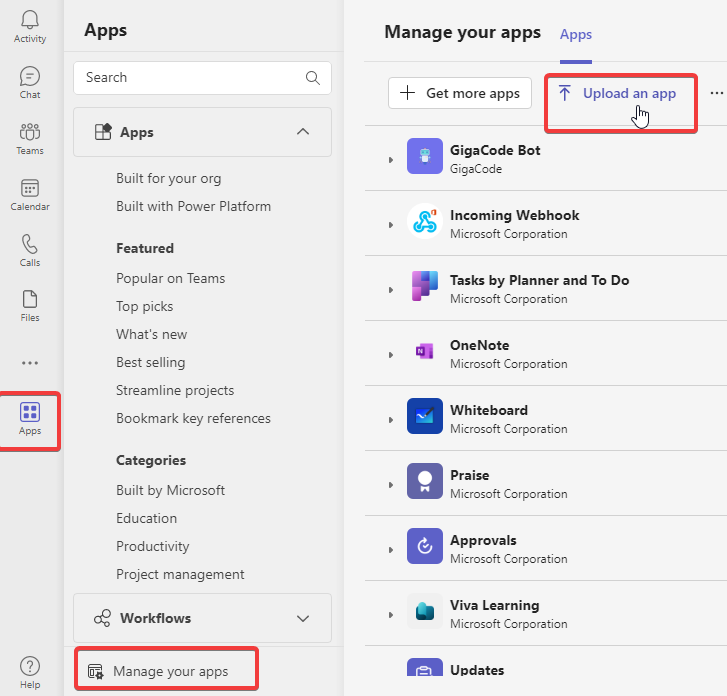 Activity
Chat
Teams
Calendar
Calls
Files
Apps
Help
Apps
Search
Apps
Built for your org
Built with Power Platform
Featured
Popular on Teams
Top picks
What's new
Best selling
Streamline projects
Bookmark key references
Categories
Built by Microsoft
Education
Productivity
Project management
Workflows
Manage your apps
Manage your apps Apps
Get more apps Upload an app
GigaCode Bot
GigaCode
Incoming Webhook
Microsoft Corporation
Tasks by Planner and To Do
Microsoft Corporation
OneNote
Microsoft Corporation
Whiteboard
Microsoft Corporation
Praise
Microsoft Corporation
Approvals
Microsoft Corporation
Viva Learning
Microsoft Corporation
Updates